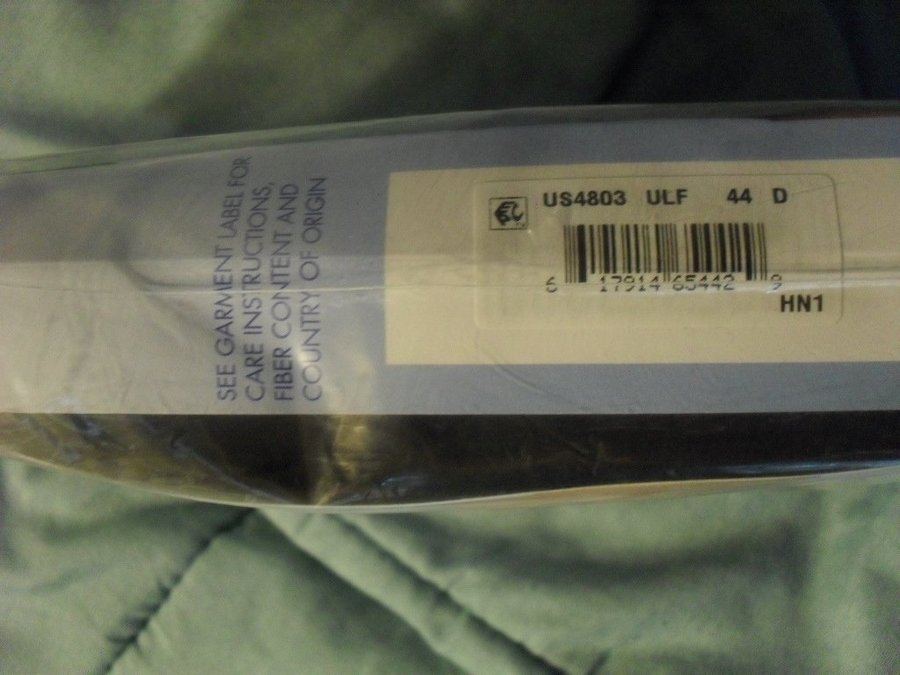 SEE GARMENT LABEL FOR
CARE INSTRUCTIONS,
FIBER CONTENT AND
COUNTRY OF ORIGIN
US4803 ULF 44 D
6 17914 65442 9
HN1